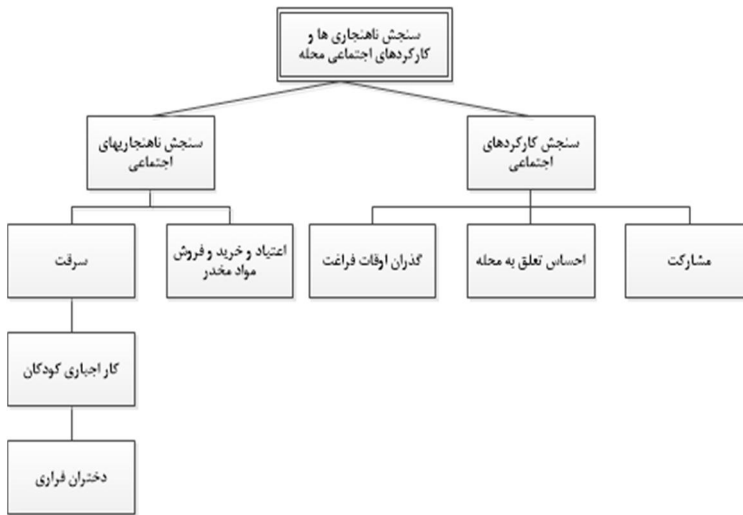 سنجش ناهنجاری ها و
کارکردهای اجتماعی محله
سنجش کارکردهای
اجتماعی
سنجش ناهنجاریهای
اجتماعی
مشارکت
احساس تعلق به محله
گذران اوقات فراغت
اعتیاد و خرید و فروش
مواد مخدر
سرقت
کار اجباری کودکان
دختران فراری